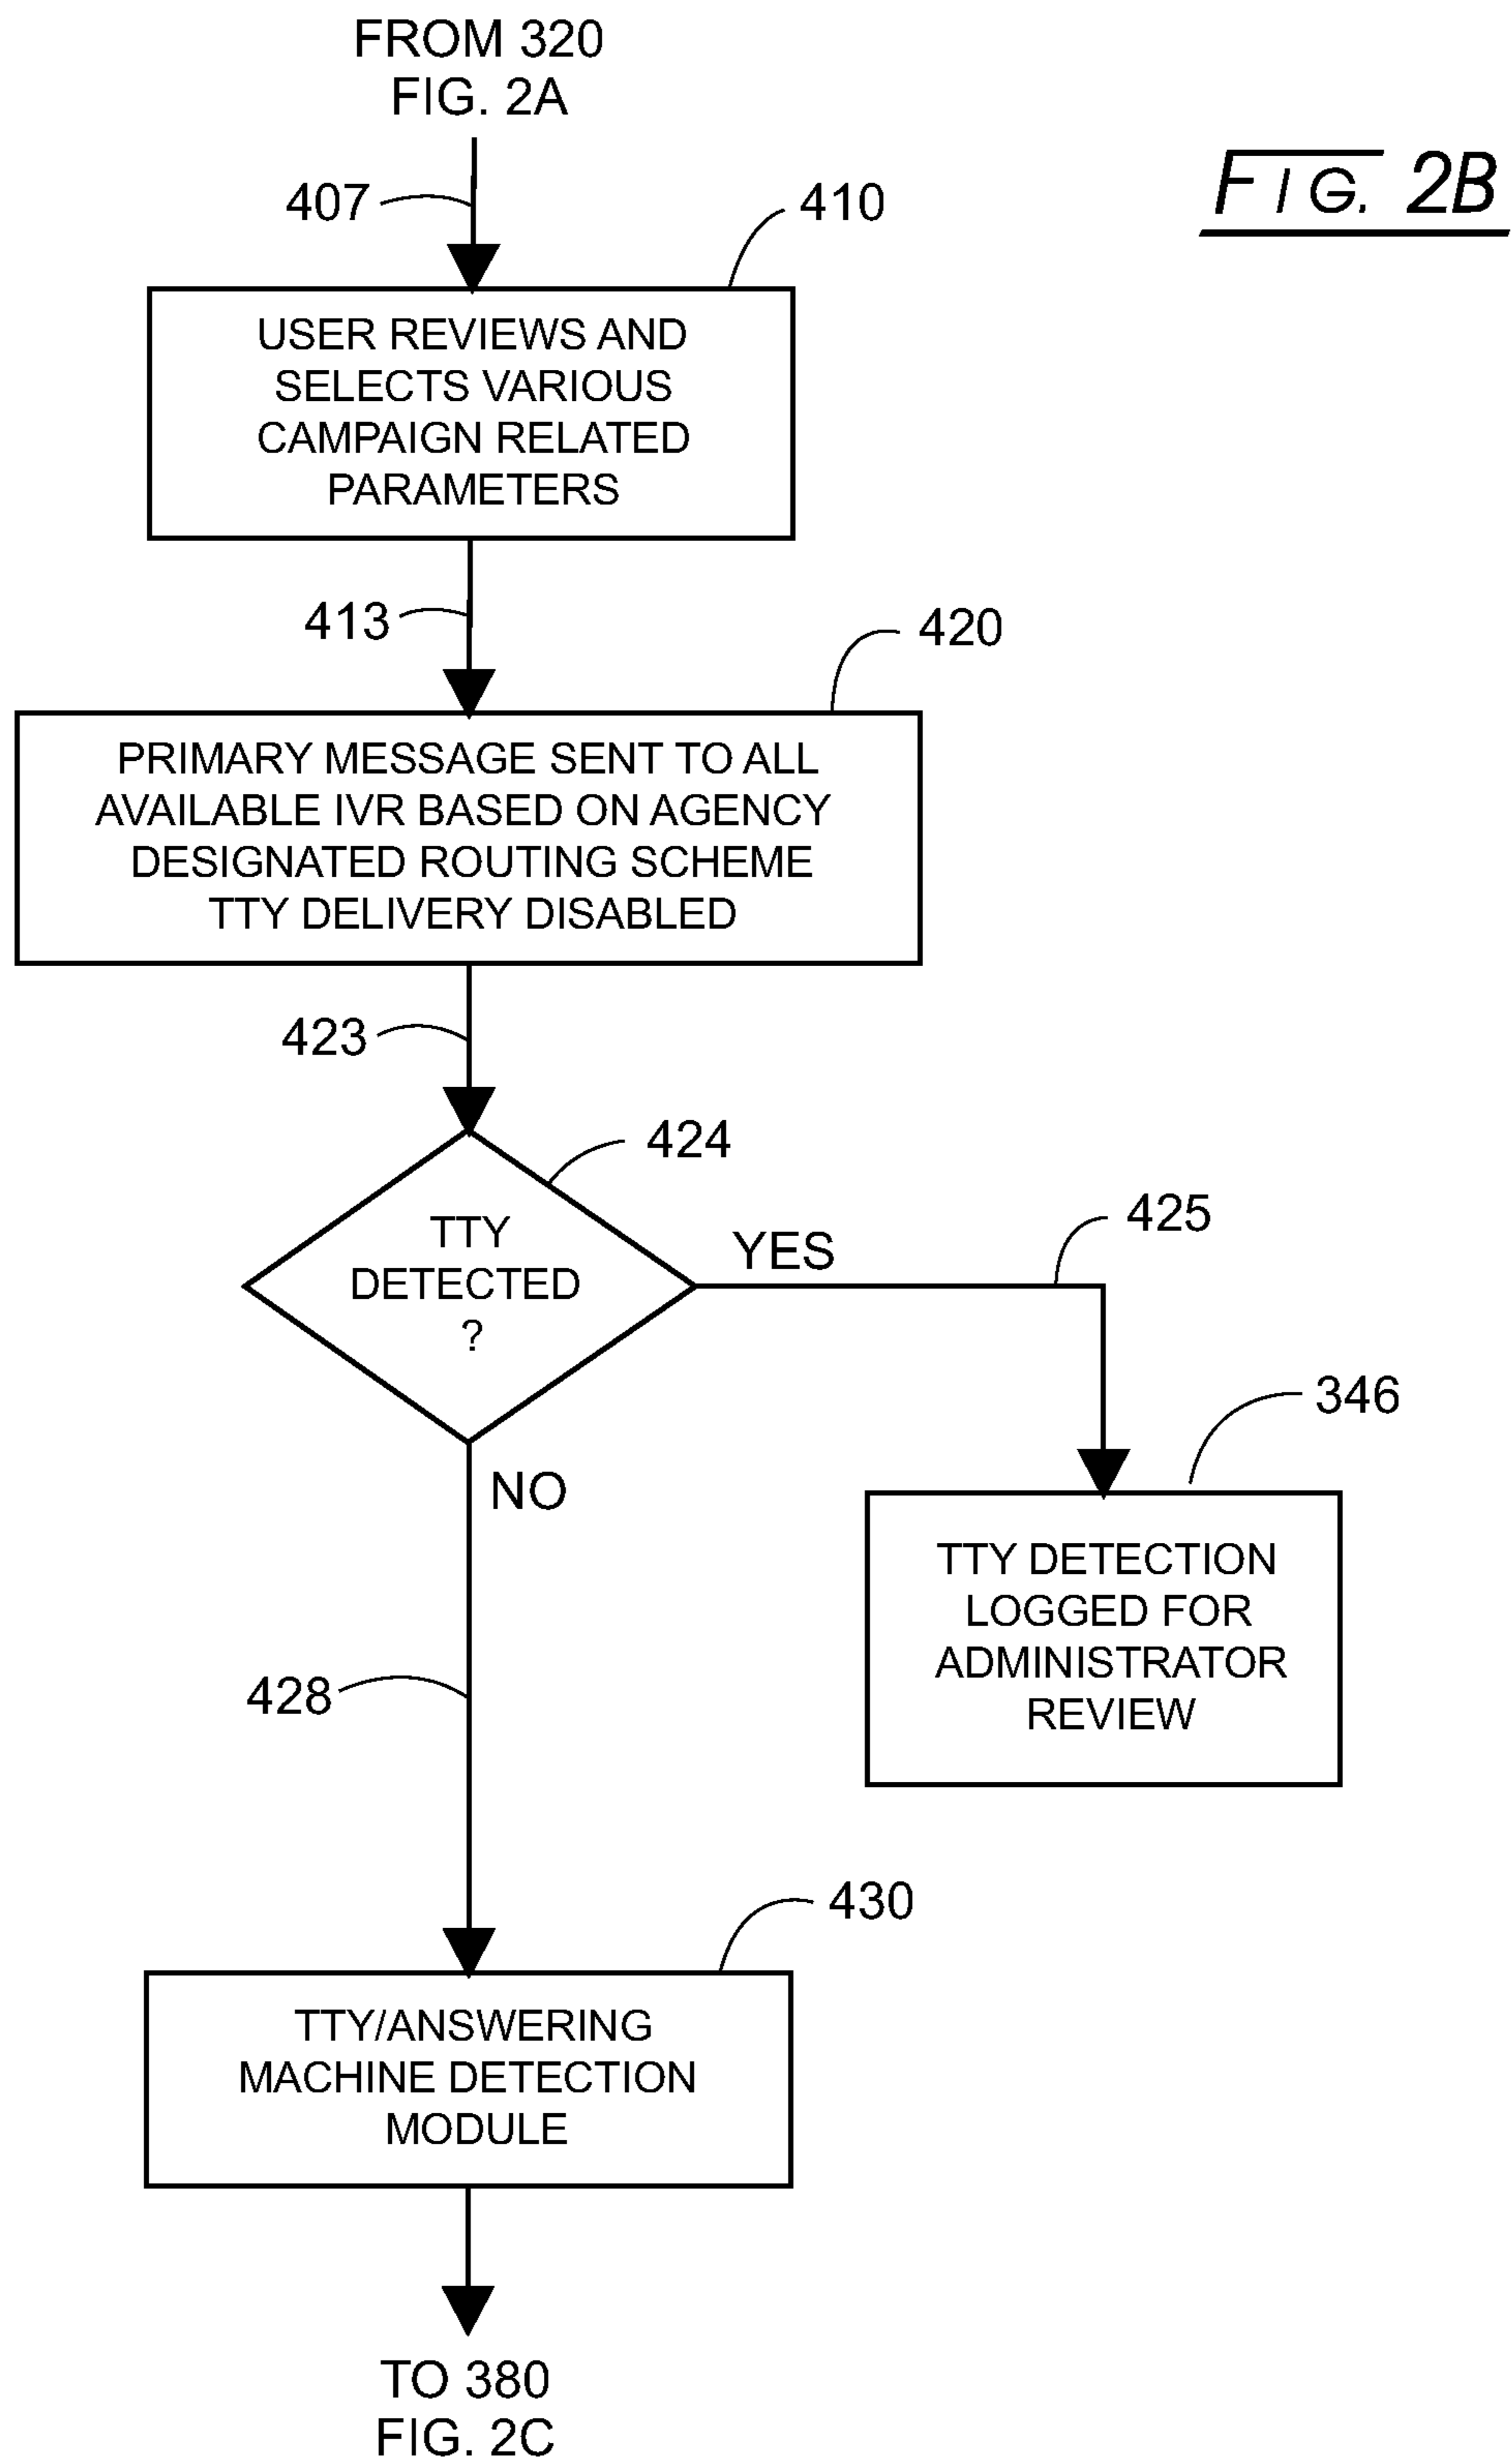 FROM 320
FIG. 2A
FIG. 2B
407
410
USER REVIEWS AND
SELECTS VARIOUS
CAMPAIGN RELATED
PARAMETERS
413
420
PRIMARY MESSAGE SENT TO ALL
AVAILABLE IVR BASED ON AGENCY
DESIGNATED ROUTING SCHEME
TTY DELIVERY DISABLED
423
424
TTY
DETECTED
?
YES
425
346
NO
TTY DETECTION
LOGGED FOR
ADMINISTRATOR
REVIEW
428
430
TTY/ANSWERING
MACHINE DETECTION
MODULE
TO 380
FIG. 2C